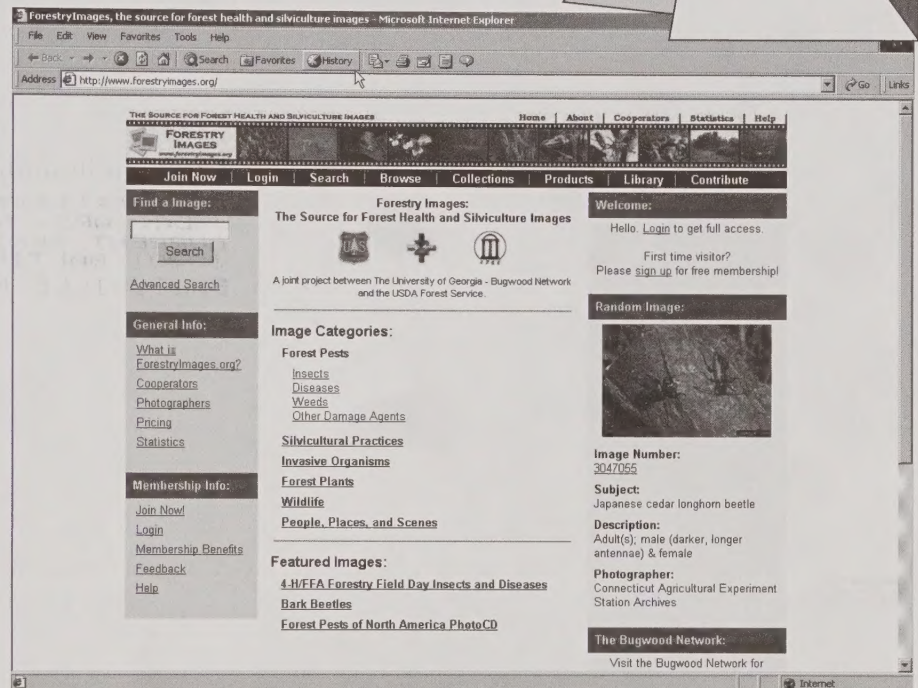 ForestryImages, the source for forest health and silviculture images - Microsoft Internet Explorer
File Edit View Favorites Tools Help
Back Search Favorites History
Address http://www.forestryimages.org/ Go Links
THE SOURCE FOR FOREST HEALTH AND SILVICULTURE IMAGES
Home | About | Cooperators | Statistics | Help |
FORESTRY
IMAGES
www.forestryimages.org
Join Now | Login | Search | Browse | Collections | Products | Library | Contribute
Find a Image:
Search
Advanced Search
General Info:
What is
ForestryImages.org?
Cooperators
Photographers
Pricing
Statistics
Membership Info:
Join Now!
Login
Membership Benefits
Feedback
Help
Forestry Images:
The Source for Forest Health and Silviculture Images
UAS
1785
A joint project between The University of Georgia - Bugwood Network
and the USDA Forest Service.
Image Categories:
Forest Pests
Insects
Diseases
Weeds
Other Damage Agents
Silvicultural Practices
Invasive Organisms
Forest Plants
Wildlife
People, Places, and Scenes
Featured Images:
4-H/FFA Forestry Field Day Insects and Diseases
Bark Beetles
Forest Pests of North America PhotoCD
Welcome:
Hello. Login to get full access.
First time visitor?
Please sign up for free membership!
Random Image:
Image Number:
3047055
Subject:
Japanese cedar longhorn beetle
Description:
Adult(s); male (darker, longer
antennae) & female
Photographer:
Connecticut Agricultural Experiment
Station Archives
The Bugwood Network:
Visit the Bugwood Network for
Internet